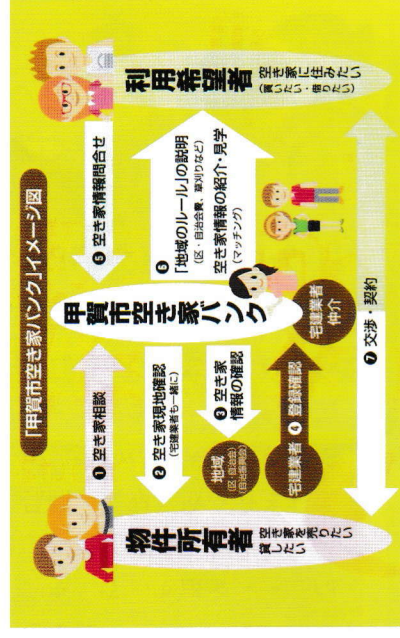 「甲賀市空き家バンク」イメージ図
物件所有者
空き家を売りたい
貸したい
❶ 空き家相談
❷ 空き家現地確認
(宅建業者も一緒に)
❸ 空き家
情報の確認
地域
(区・自治会)
(自治振興会)
宅建業者
❹ 登録確認
甲賀市空き家バンク
宅建業者
仲介
❺ 空き家情報問合せ
❻
「地域のルール」の説明
(区・自治会費、草刈りなど)
空き家情報の紹介・見学
(マッチング)
利用希望者
空き家に住みたい
(買いたい・借りたい)
❼ 交渉・契約